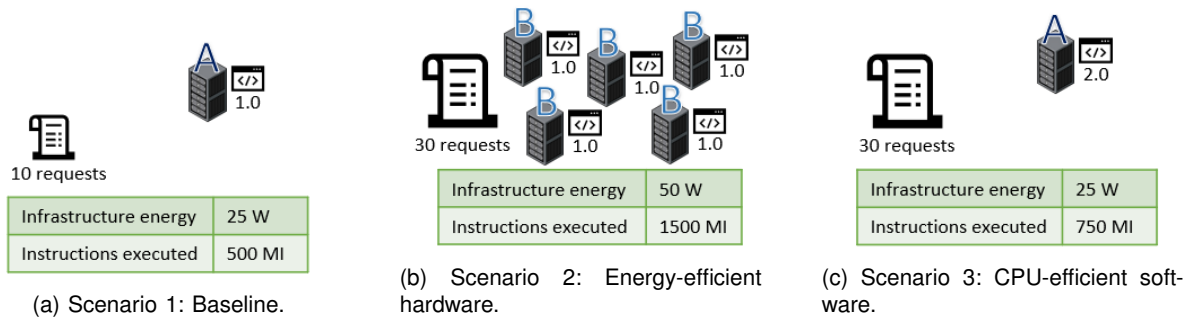 A
</>
1.0
10 requests
Infrastructure energy 25 W
Instructions executed 500 MI
(a) Scenario 1: Baseline.
B
</>
1.0
B
</>
1.0
B
</>
1.0
B
</>
1.0
B
</>
1.0
30 requests
Infrastructure energy 50 W
Instructions executed 1500 MI
(b) Scenario 2: Energy-efficient
hardware.
A
</>
2.0
30 requests
Infrastructure energy 25 W
Instructions executed 750 MI
(c) Scenario 3: CPU-efficient soft-
ware.